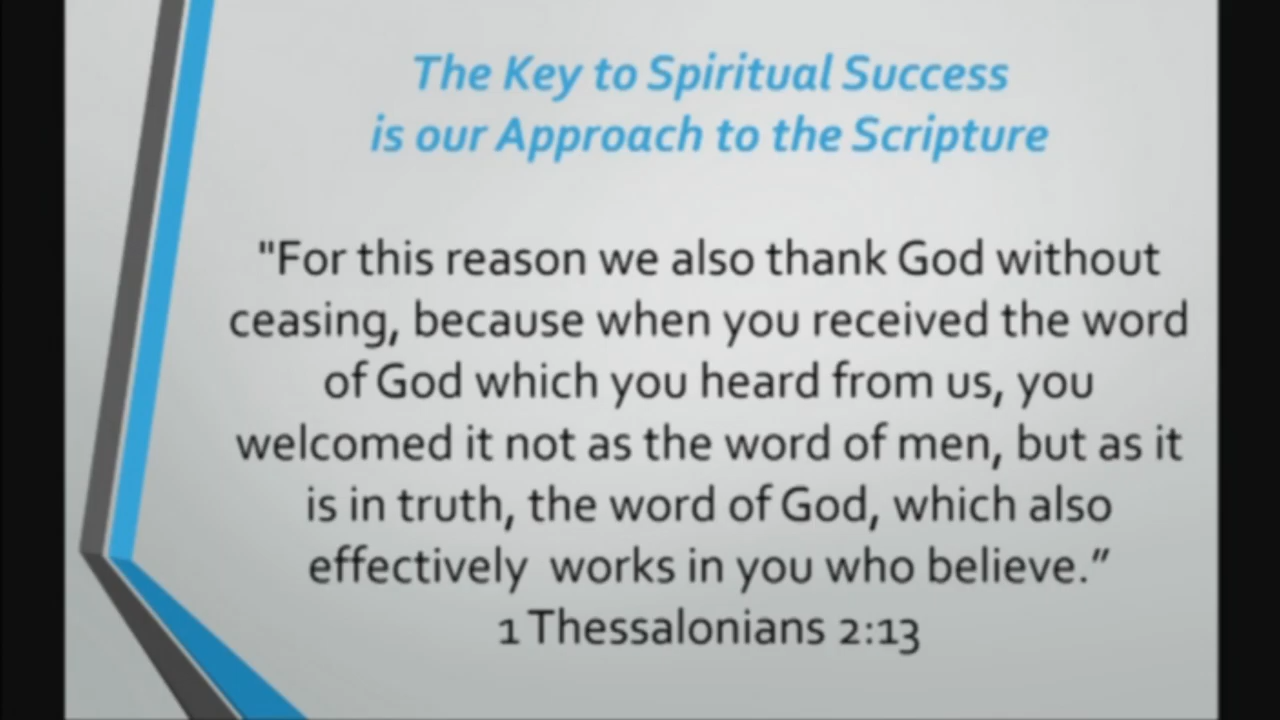 The Key to Spiritual Success
is our Approach to the Scripture
"For this reason we also thank God without
ceasing, because when you received the word
of God which you heard from us, you
welcomed it not as the word of men, but as it
is in truth, the word of God, which also
effectively  works in you who believe.”
1 Thessalonians 2:13